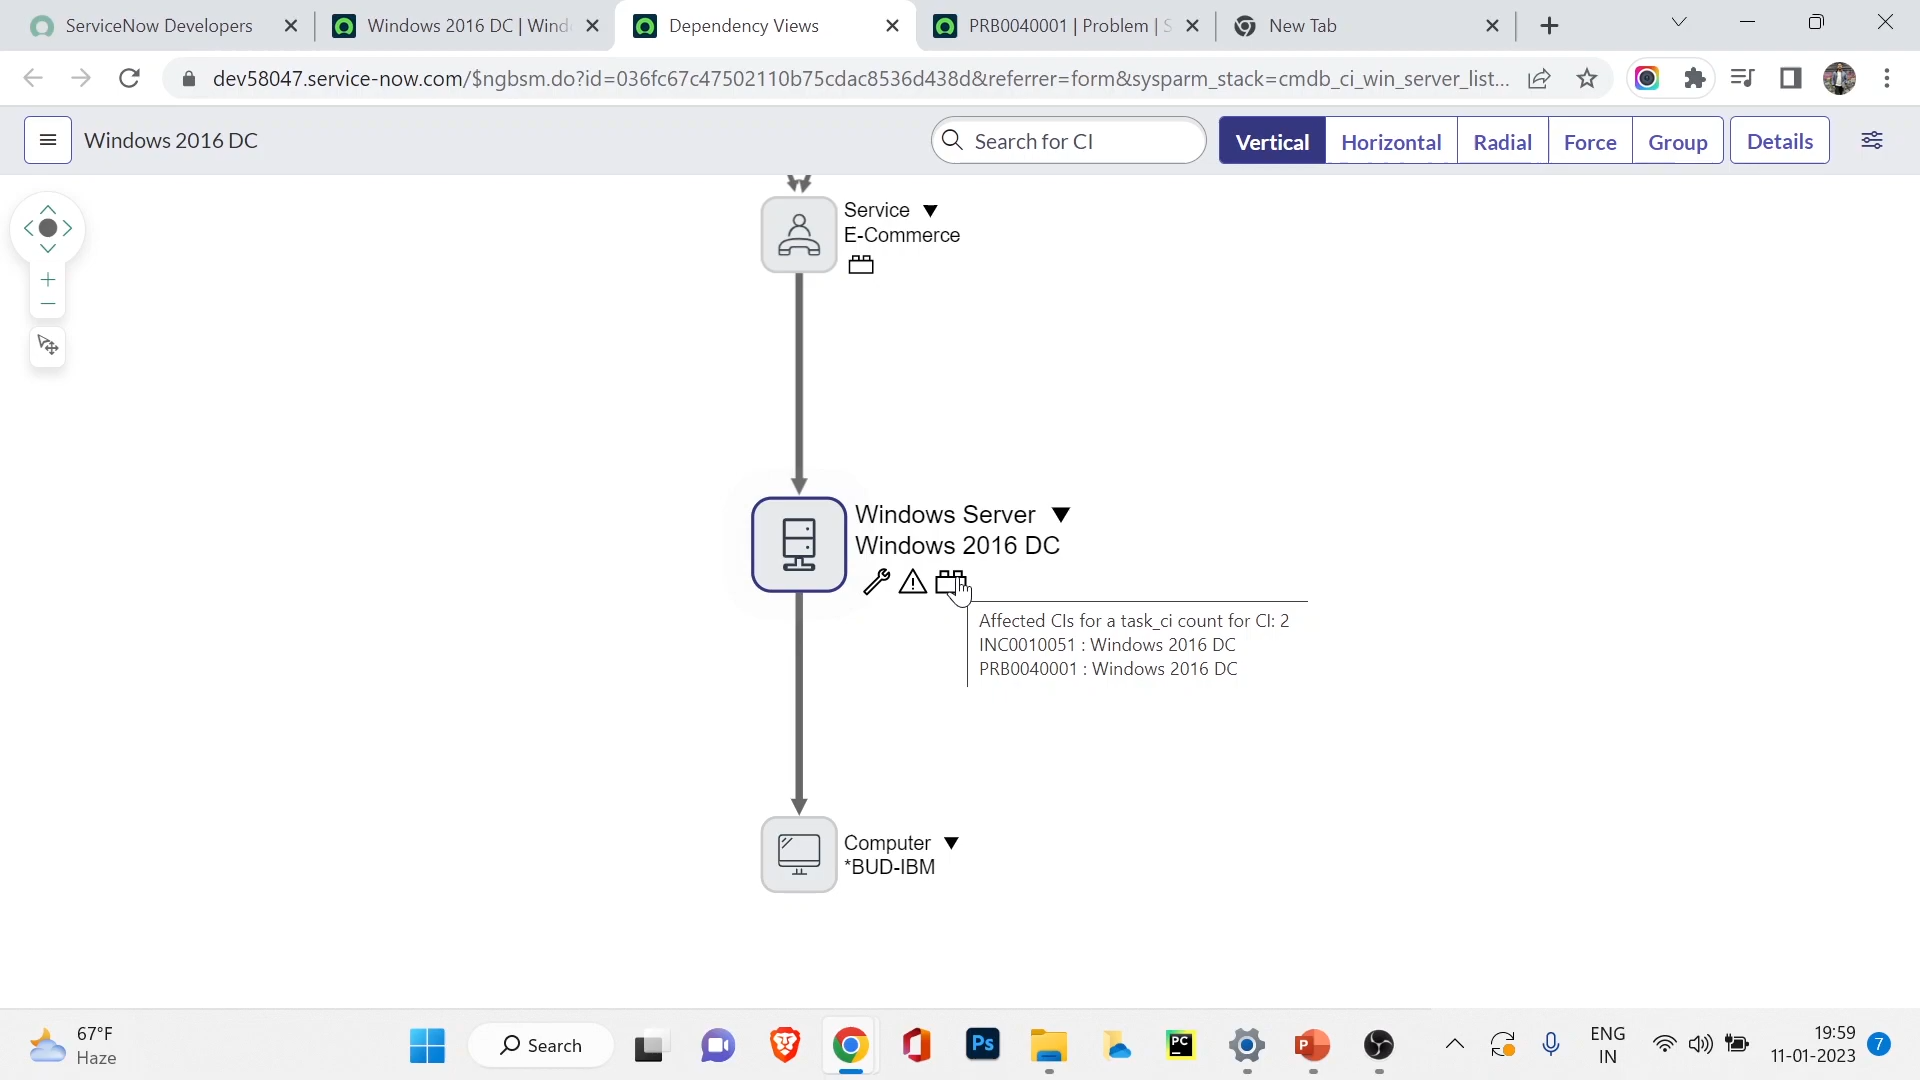 ServiceNow Developers
Windows 2016 DC | Wind
Dependency Views
PRB0040001 | Problem | S
New Tab
dev58047.service-now.com/$ngbsm.do?id=036fc67c47502110b75cdac8536d438d&referrer=form&sysparm_stack=cmdb_ci_win_server_list...
Windows 2016 DC
Search for CI
Vertical
Horizontal
Radial
Force
Group
Details
Service
E-Commerce
Windows Server
Windows 2016 DC
Affected CIs for a task_ci count for CI: 2
INC0010051 : Windows 2016 DC
PRB0040001 : Windows 2016 DC
Computer
*BUD-IBM
67°F
Haze
Search
Ps
PC
P
ENG
IN
19:59
11-01-2023
7